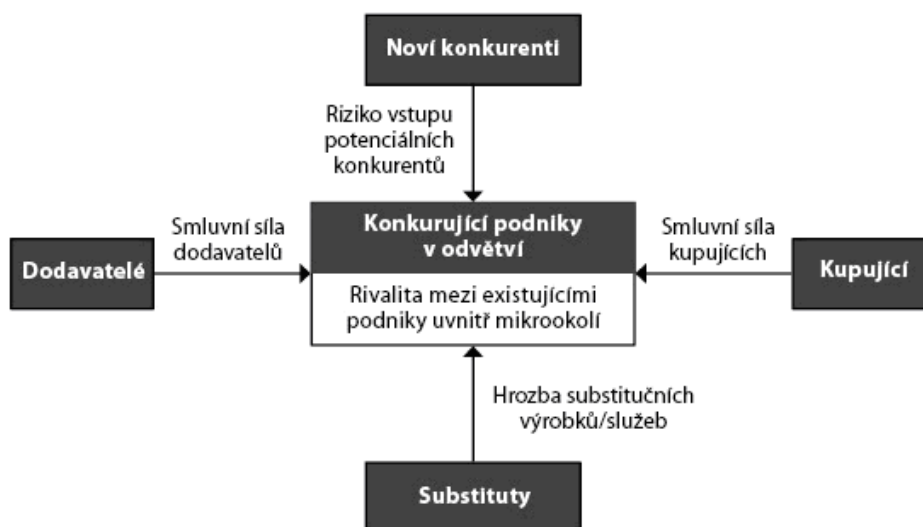 Noví konkurenti
Riziko vstupu
potenciálních
konkurentů
Smluvní síla
dodavatelů
Konkurující podniky
v odvětví
Smluvní síla
kupujících
Dodavatelé
Kupující
Rivalita mezi existujícími
podniky uvnitř mikrookolí
Hrozba substitučních
výrobků/služeb
Substituty